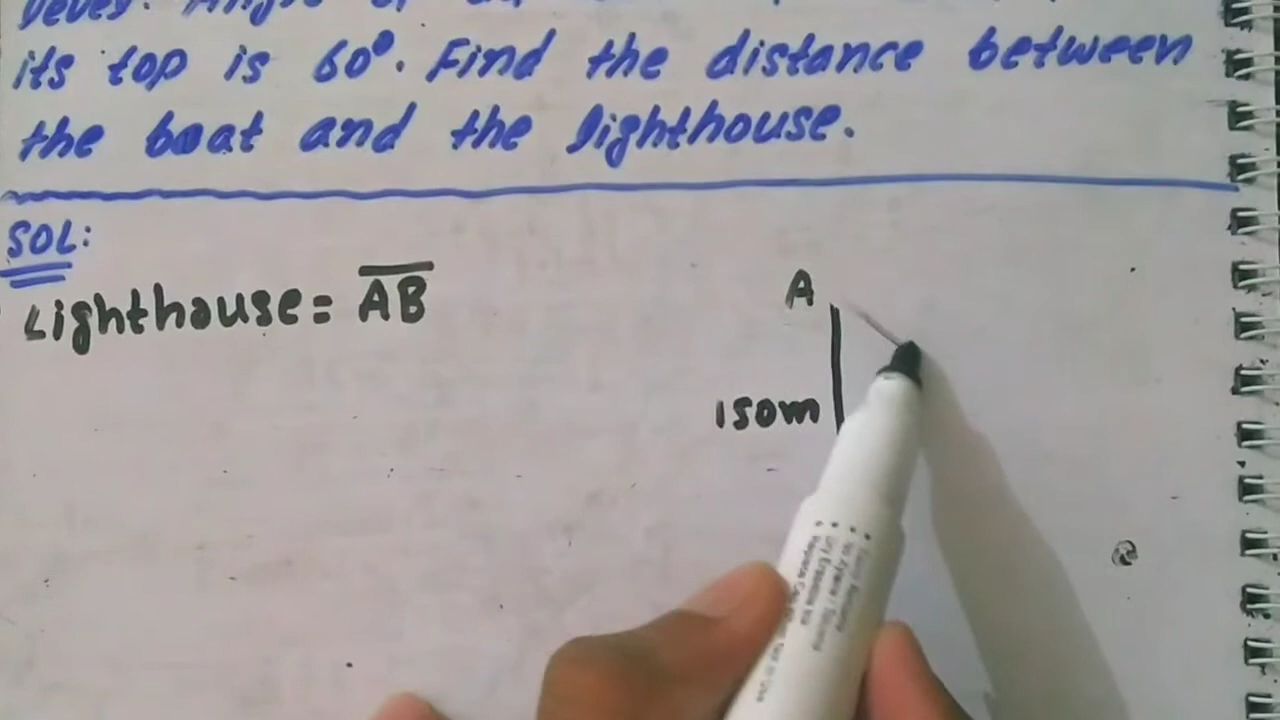 its top is 60°. Find the distance between
the boat and the lighthouse.
SOL:
Lighthouse = AB
A
150m